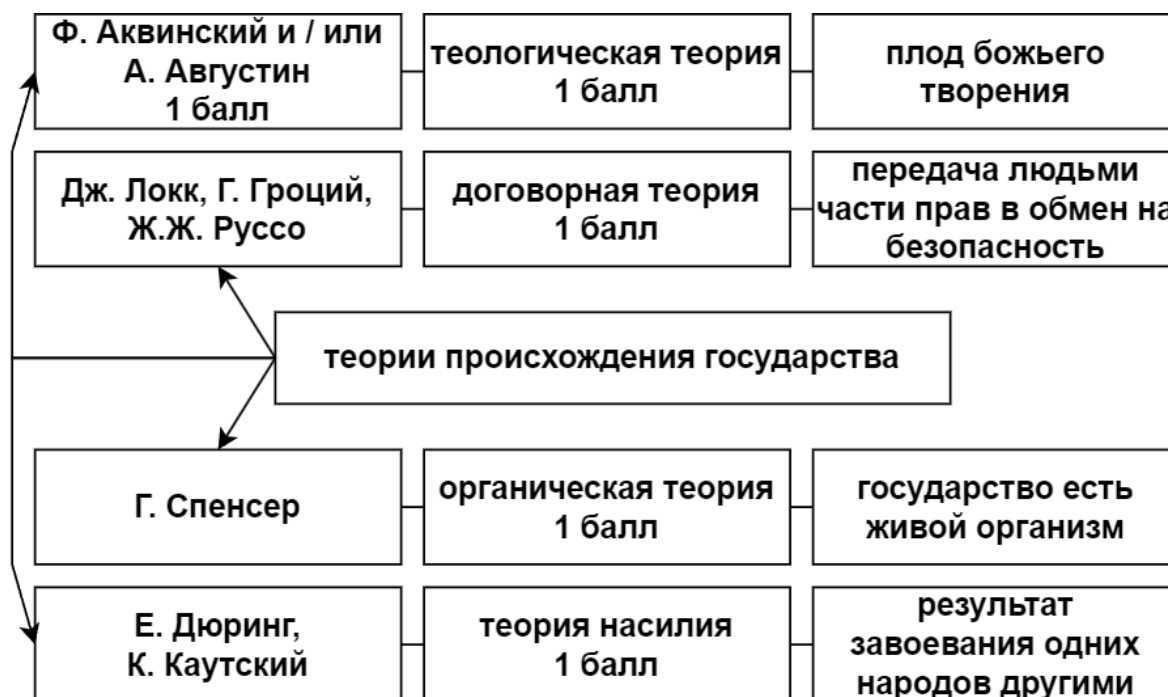 Ф. Аквинский и / или
А. Августин
1 балл
теологическая теория
1 балл
плод божьего
творения
Дж. Локк, Г. Гроций,
Ж.Ж. Руссо
договорная теория
1 балл
передача людьми
части прав в обмен на
безопасность
теории происхождения государства
Г. Спенсер
органическая теория
1 балл
государство есть
живой организм
Е. Дюринг,
К. Каутский
теория насилия
1 балл
результат
завоевания одних
народов другими